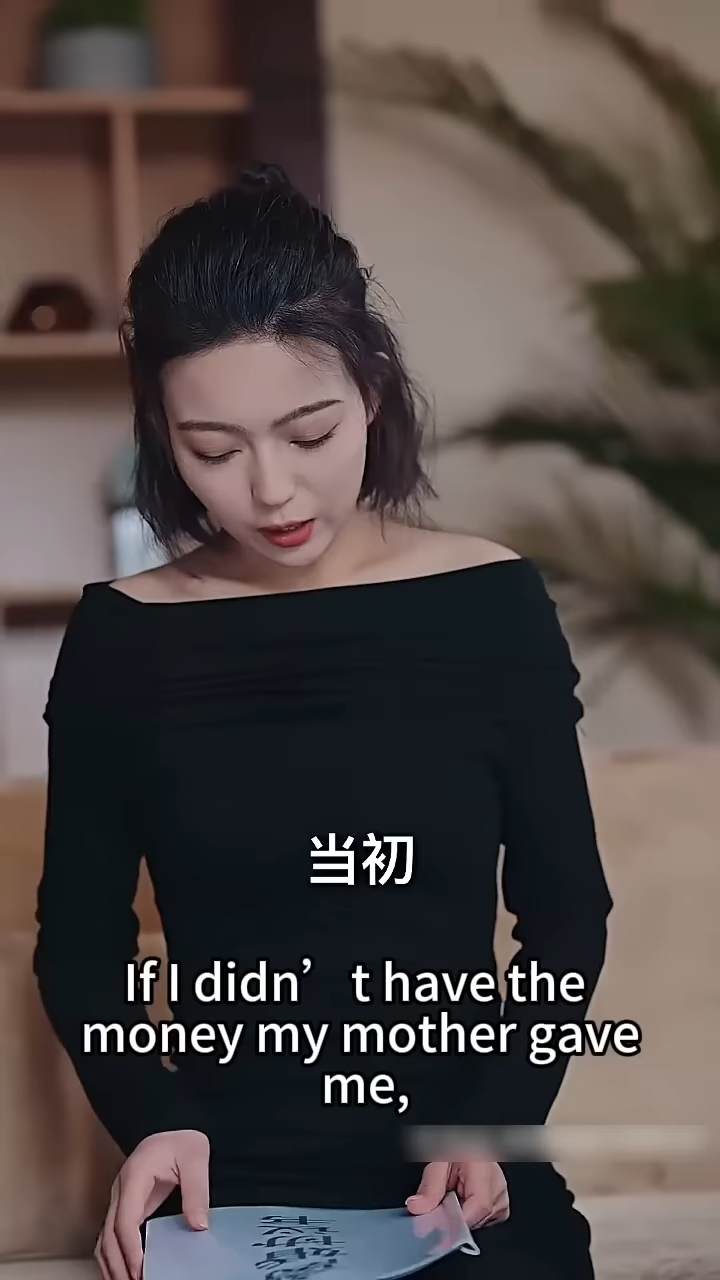 当初
If I didn’t have the
money my mother gave
me,